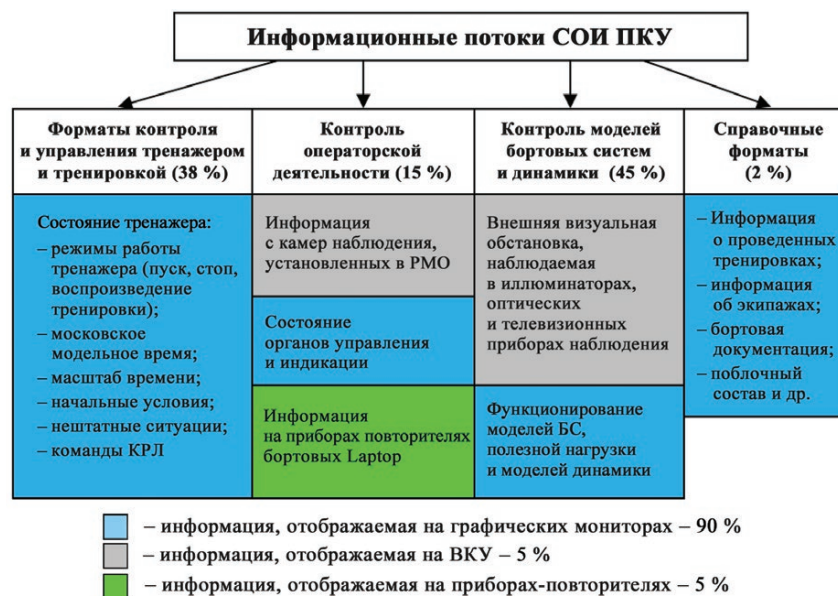 Информационные потоки СОИ ПКУ
Форматы контроля
и управления тренажером
и тренировкой (38 %)
Контроль
операторской
деятельности (15 %)
Контроль моделей
бортовых систем
и динамики (45 %)
Справочные
форматы
(2 %)
Состояние тренажера:
– режимы работы
тренажера (пуск, стоп,
воспроизведение
тренировки);
– московское
модельное время;
– масштаб времени;
– начальные условия;
– нештатные ситуации;
– команды КРЛ
Информация
с камер наблюдения,
установленных в РМО
Состояние
органов управления
и индикации
Информация
на приборах повторителях
бортовых Laptop
Внешняя визуальная
обстановка,
наблюдаемая
в иллюминаторах,
оптических
и телевизионных
приборах наблюдения
Функционирование
моделей БС,
полезной нагрузки
и моделей динамики
– Информация
о проведенных
тренировках;
– информация
об экипажах;
– бортовая
документация;
– поблочный
состав и др.
– информация, отображаемая на графических мониторах – 90 %
– информация, отображаемая на ВКУ – 5 %
– информация, отображаемая на приборах-повторителях – 5 %